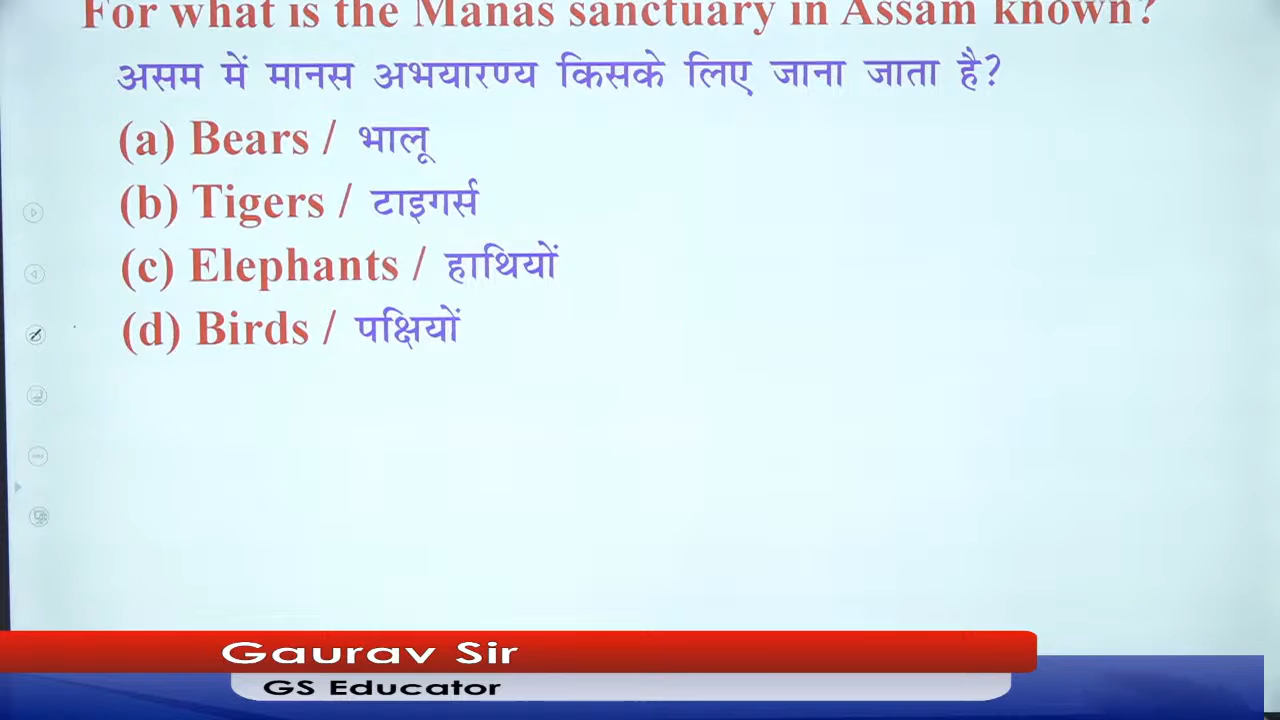 For what is the Manas sanctuary in Assam known?
असम में मानस अभयारण्य किसके लिए जाना जाता है?
(a) Bears / भालू
(b) Tigers / टाइगर्स
(c) Elephants / हाथियों
(d) Birds / पक्षियों
Gaurav Sir
GS Educator